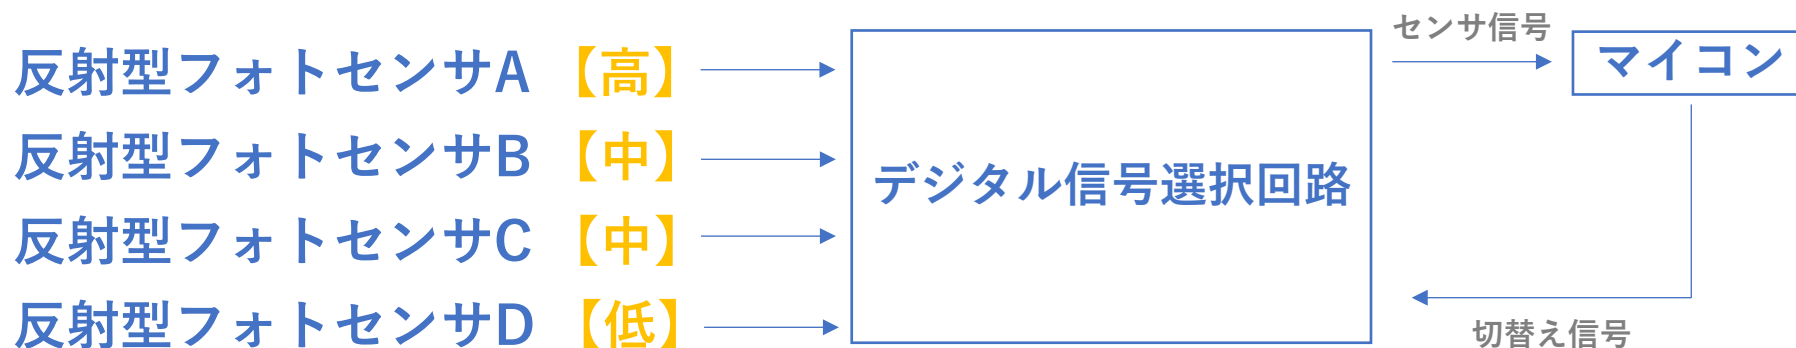 センサ信号
マイコン
反射型フォトセンサA 【高】
反射型フォトセンサB 【中】
デジタル信号選択回路
反射型フォトセンサC 【中】
反射型フォトセンサD 【低】
切替え信号